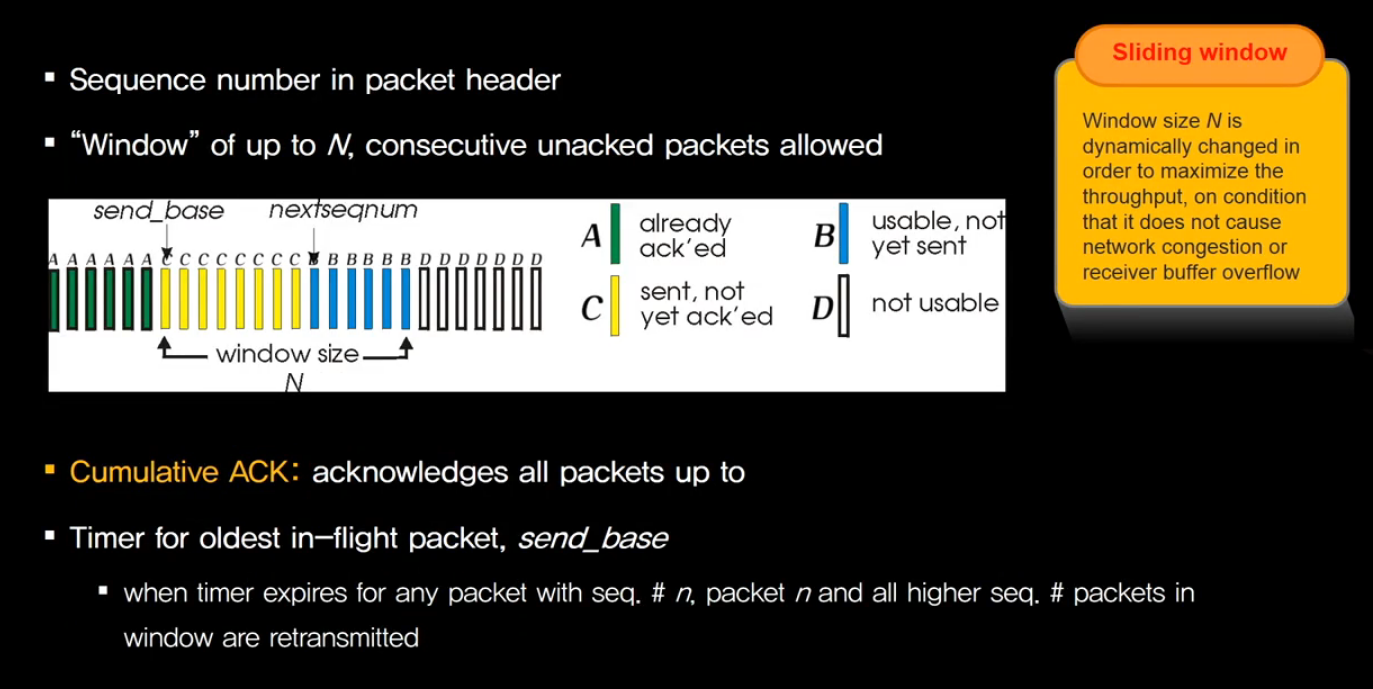 Sliding window
▪ Sequence number in packet header
▪ “Window” of up to N, consecutive unacked packets allowed
Window size N is
dynamically changed in
order to maximize the
throughput, on condition
that it does not cause
network congestion or
receiver buffer overflow
send_base nextseqnum
A A A A A A C C C C C C C C B B B B B B D D D D D D D
A already
ack’ed
B usable, not
yet sent
C sent, not
yet ack’ed
D not usable
window size
N
▪ Cumulative ACK: acknowledges all packets up to
▪ Timer for oldest in-flight packet, send_base
▪ when timer expires for any packet with seq. # n, packet n and all higher seq. # packets in
window are retransmitted